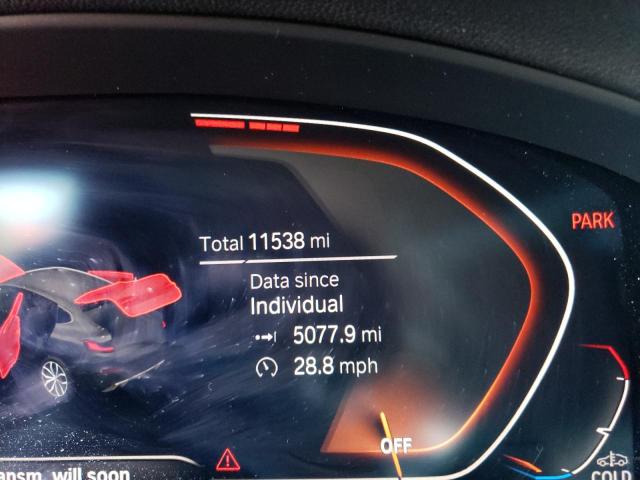 PARK
Total 11538 mi
Data since
Individual
5077.9 mi
28.8 mph
OFF
ansm. will soon
COLD